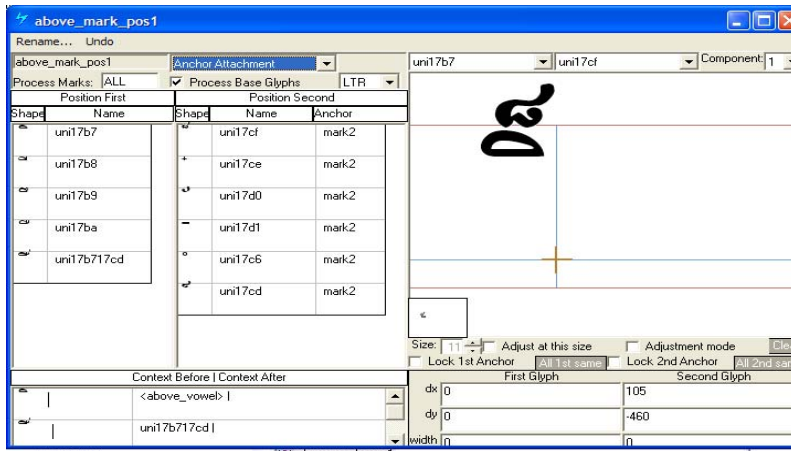 above_mark_pos1
Rename... Undo
above_mark_pos1 Anchor Attachment uni17b7 uni17cf Component: 1
Process Marks: ALL Process Base Glyphs LTR
Position First Position Second
Shape Name Shape Name Anchor
uni17b7 uni17cf mark2
uni17b8 uni17ce mark2
uni17b9 uni17d0 mark2
uni17ba uni17d1 mark2
uni17b717cd uni17c6 mark2
uni17cd mark2
Size: 11 Adjust at this size Adjustment mode
Lock 1st Anchor All 1st same Lock 2nd Anchor All 2nd
Context Before | Context After First Glyph Second Glyph
<above_vowel> | dx 0 105
uni17b717cd | dy 0 -460
width 0 0